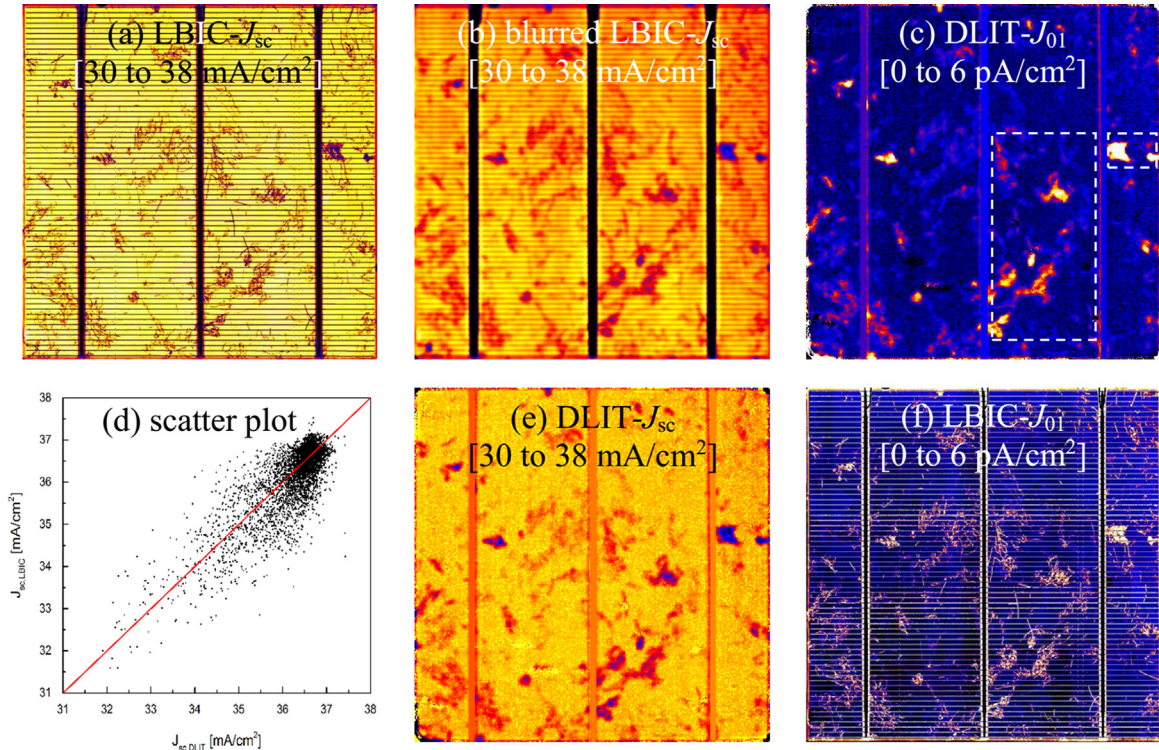 (a) LBIC-Jsc
[30 to 38 mA/cm²]
(b) blurred LBIC-Jsc
[30 to 38 mA/cm²]
(c) DLIT-J01
[0 to 6 pA/cm²]
(d) scatter plot
38
37
36
35
34
33
32
31
31 32 33 34 35 36 37 38
Jsc,LBIC [mA/cm²]
Jsc,DLIT [mA/cm²]
(e) DLIT-Jsc
[30 to 38 mA/cm²]
(f) LBIC-J01
[0 to 6 pA/cm²]